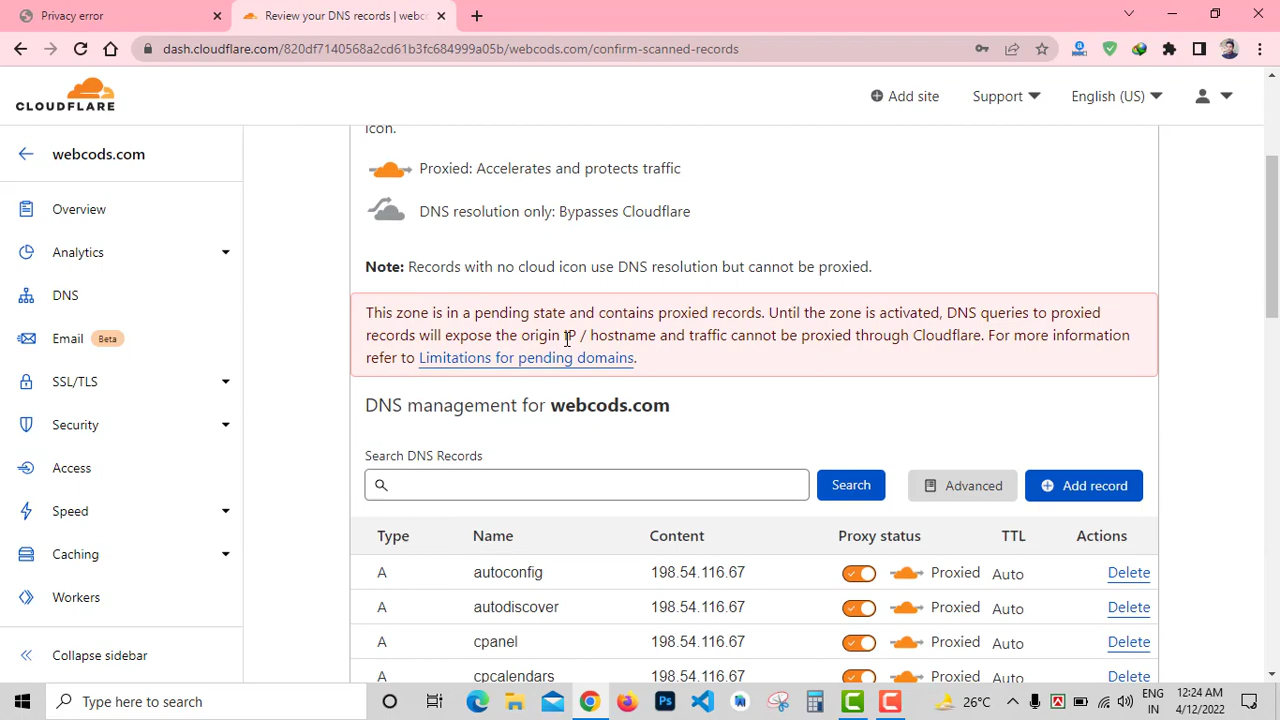 Privacy error
Review your DNS records | webco
dash.cloudflare.com/820df7140568a2cd61b3fc684999a05b/webcods.com/confirm-scanned-records
CLOUDFLARE
Add site
Support
English (US)
webcods.com
Overview
Analytics
DNS
Email Beta
SSL/TLS
Security
Access
Speed
Caching
Workers
Collapse sidebar
icon.
Proxied: Accelerates and protects traffic
DNS resolution only: Bypasses Cloudflare
Note: Records with no cloud icon use DNS resolution but cannot be proxied.
This zone is in a pending state and contains proxied records. Until the zone is activated, DNS queries to proxied
records will expose the origin IP / hostname and traffic cannot be proxied through Cloudflare. For more information
refer to Limitations for pending domains.
DNS management for webcods.com
Search DNS Records
Search
Advanced
Add record
Type Name Content Proxy status TTL Actions
A autoconfig 198.54.116.67 Proxied Auto Delete
A autodiscover 198.54.116.67 Proxied Auto Delete
A cpanel 198.54.116.67 Proxied Auto Delete
A cpcalendars 198.54.116.67 Proxied Auto Delete
Type here to search
Ps
26°C
ENG
IN
12:24 AM
4/12/2022